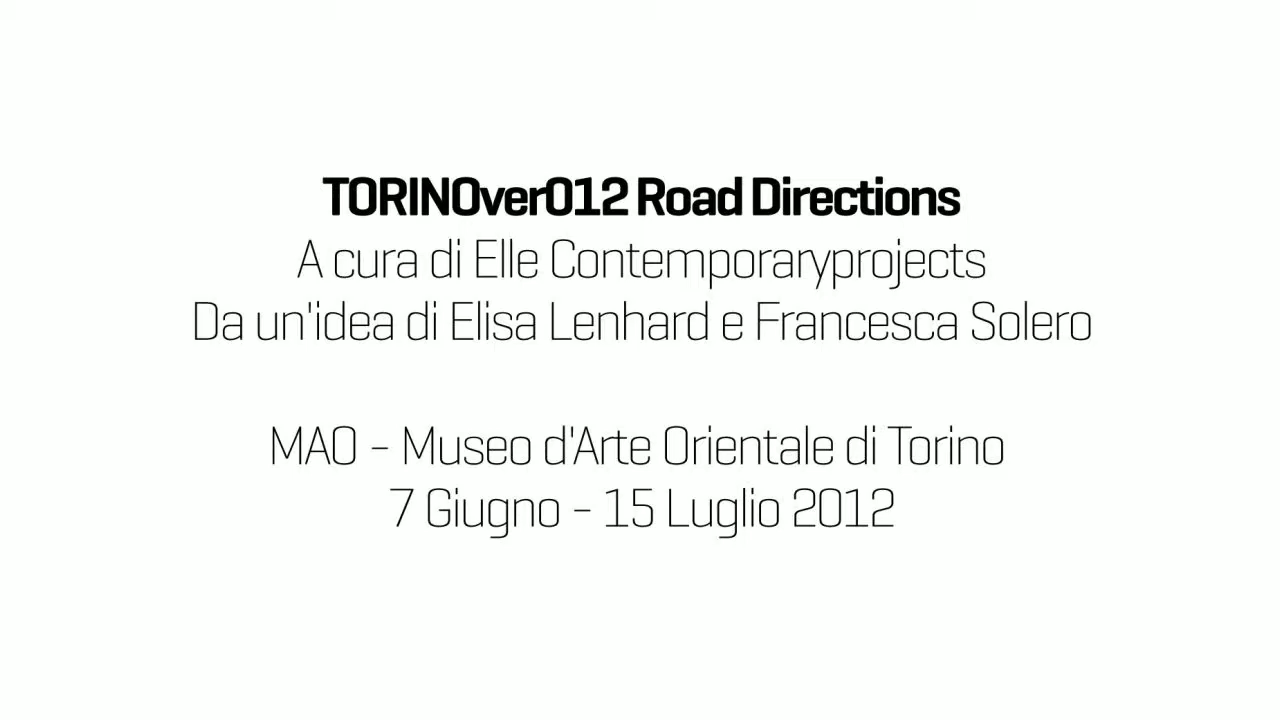 TORINOver012 Road Directions
A cura di Elle Contemporaryprojects
Da un'idea di Elisa Lenhard e Francesca Solero
MAO - Museo d'Arte Orientale di Torino
7 Giugno - 15 Luglio 2012